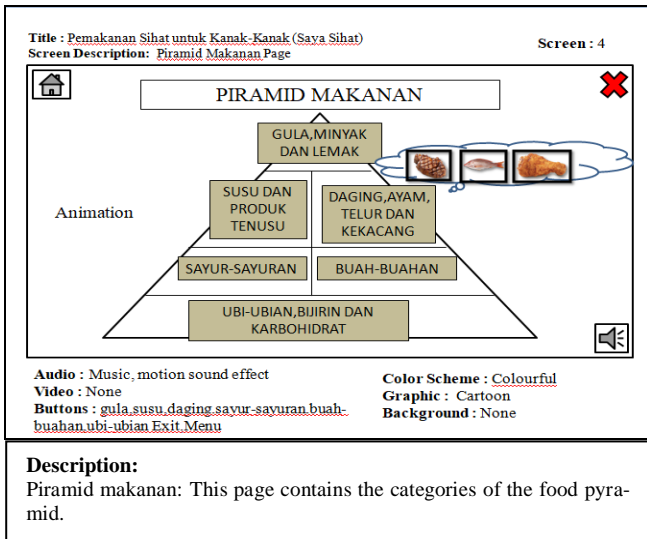 Title : Pemakanan Sihat untuk Kanak-Kanak (Saya Sihat)
Screen Description: Piramid Makanan Page
Screen : 4
PIRAMID MAKANAN
GULA,MINYAK
DAN LEMAK
SUSU DAN
PRODUK
TENUSU
DAGING,AYAM,
TELUR DAN
KEKACANG
Animation
SAYUR-SAYURAN
BUAH-BUAHAN
UBI-UBIAN,BIJIRIN DAN
KARBOHIDRAT
Audio : Music, motion sound effect
Video : None
Buttons : gula,susu,daging,sayur-sayuran,buah-
buahan,ubi-ubian Exit,Menu
Color Scheme : Colourful
Graphic : Cartoon
Background : None
Description:
Piramid makanan: This page contains the categories of the food pyra-
mid.